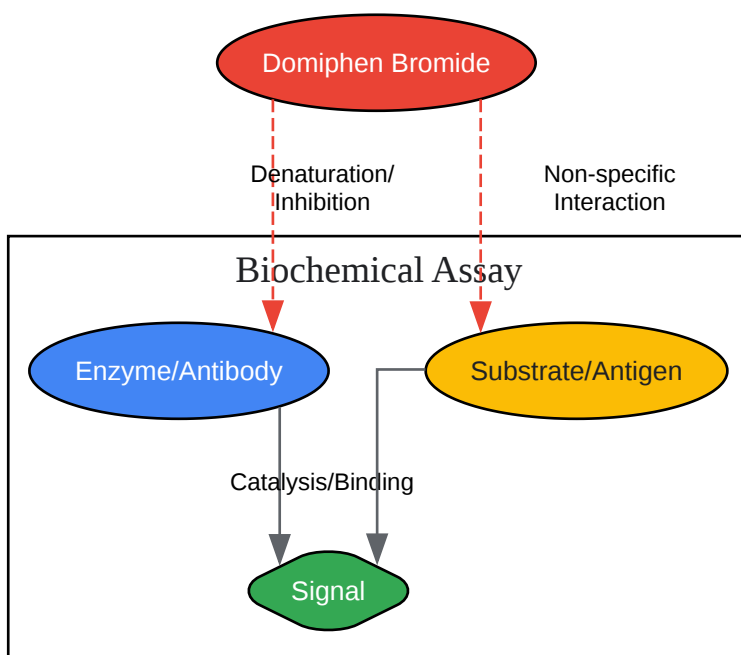 Domiphen Bromide
Denaturation/
Inhibition
Non-specific
Interaction
Biochemical Assay
Enzyme/Antibody
Substrate/Antigen
Catalysis/Binding
Signal